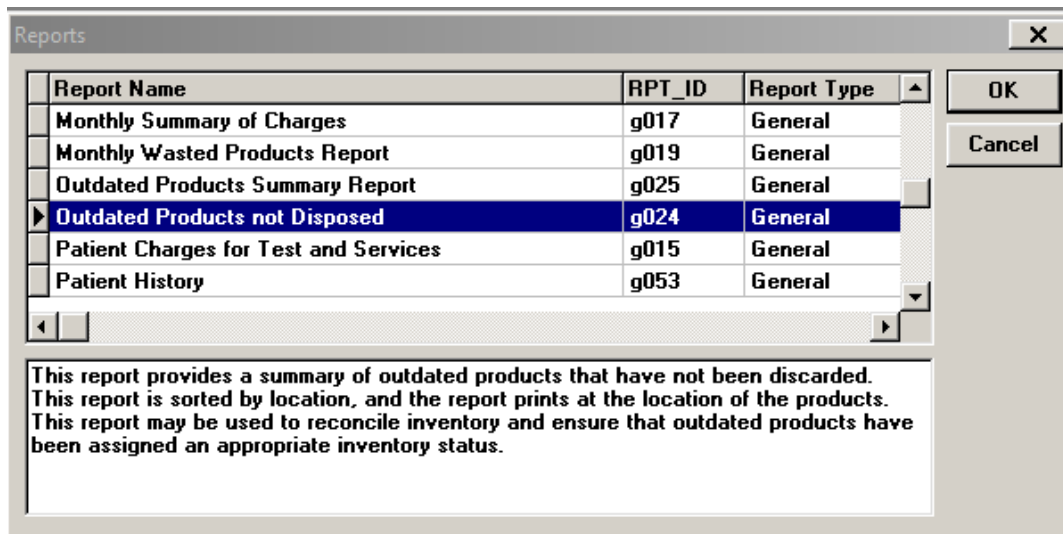 Reports
Report Name RPT_ID Report Type
OK
Monthly Summary of Charges g017 General
Cancel
Monthly Wasted Products Report g019 General
Outdated Products Summary Report g025 General
Outdated Products not Disposed g024 General
Patient Charges for Test and Services g015 General
Patient History g053 General
This report provides a summary of outdated products that have not been discarded.
This report is sorted by location, and the report prints at the location of the products.
This report may be used to reconcile inventory and ensure that outdated products have
been assigned an appropriate inventory status.